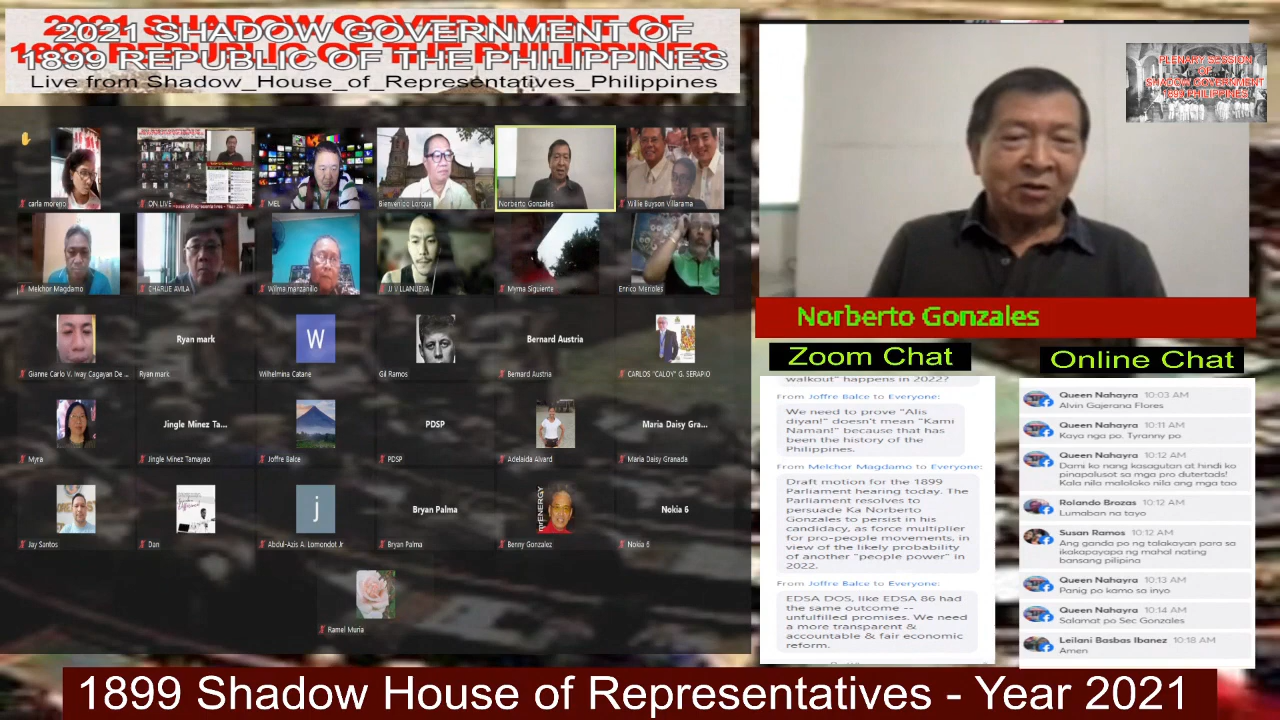 2021 SHADOW GOVERNMENT OF
1899 REPUBLIC OF THE PHILIPPINES
Live from Shadow_House_of_Representatives_Philippines
PLENARY SESSION
OF
SHADOW GOVERNMENT
1899 PHILIPPINES
carla moreno
ON LIVE
MEL
Bienvenido Lorque
Norberto Gonzales
Willie Buyson Villarama
Melchor Magdamo
CHARLIE AVILA
Wilma manzanillo
JJ VILLANUEVA
Myrna Siguiente
Enrico
Gianne Carlo V. Iway Cagayan De ...
Ryan mark
Ryan mark
W
Wilhelmina Catane
Gil Ramos
Bernard Austria
Bernard Austria
CARLOS "CALOY" G. SERAPIO
Myra
Jingle Minez Ta...
Jingle Minez Tamayao
Joffre Balce
PDSP
PDSP
Adelaida Alvard
Maria Daisy Gra...
Maria Daisy Granada
Jay Santos
Dan
j
Abdul-Azis A. Lomondot Jr
Bryan Palma
Bryan Palma
mrENERGY
Benny Gonzalez
Nokia 6
Nokia 6
Ramel Muria
Norberto Gonzales
Zoom Chat
walkout" happens in 2022?
From Joffre Balce to Everyone:
We need to prove "Alis
diyan!" doesn't mean "Kami
Naman!" because that has
been the history of the
Philippines.
From Melchor Magdamo to Everyone:
Draft motion for the 1899
Parliament hearing today. The
Parliament resolves to
persuade Ka Norberto
Gonzales to persist in his
candidacy, as force multiplier
for pro-people movements, in
view of the likely probability
of another "people power" in
2022.
From Joffre Balce to Everyone:
EDSA DOS, like EDSA 86 had
the same outcome --
unfulfilled promises. We need
a more transparent &
accountable & fair economic
reform.
Online Chat
Queen Nahayra 10:03 AM
Alvin Gajerana Flores
Queen Nahayra 10:11 AM
Kaya nga po. Tyranny po
Queen Nahayra 10:12 AM
Dami ko nang kasagutan at hindi ko
pinapalusot sa mga pro dutertads!
Kala nila maloloko nila ang mga tao
Rolando Brozas 10:12 AM
Lumaban na tayo
Susan Ramos 10:12 AM
Ang ganda po ng talakayan para sa
ikakapayapa ng mahal nating
bansang pilipina
Queen Nahayra 10:13 AM
Panig po kamo sa inyo
Queen Nahayra 10:14 AM
Salamat po Sec Gonzales
Leilani Basbas Ibanez 10:18 AM
Amen
1899 Shadow House of Representatives - Year 2021